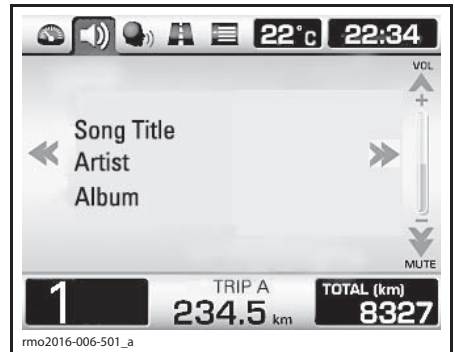 22°c 22:34
VOL
+
Song Title
Artist
Album
−
MUTE
1
TRIP A
234.5 km
TOTAL (km)
8327
rmo2016-006-501_a